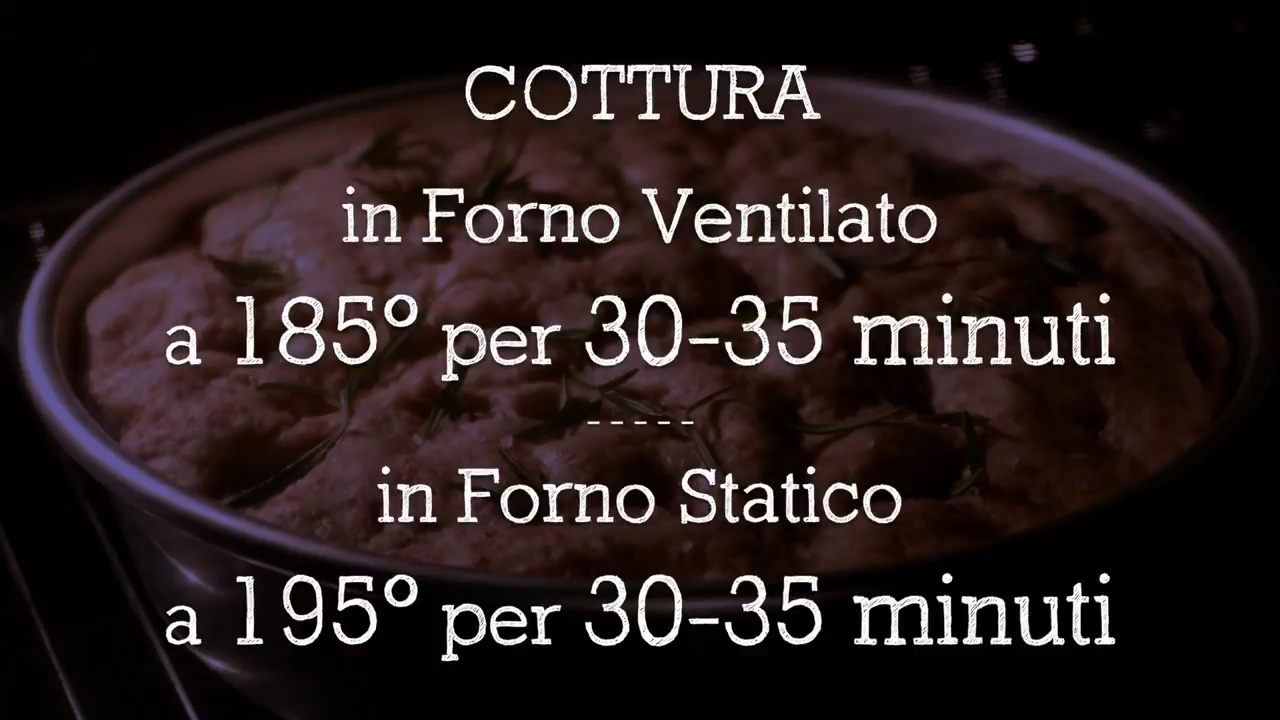 COTTURA
in Forno Ventilato
a 185° per 30-35 minuti
-----
in Forno Statico
a 195° per 30-35 minuti